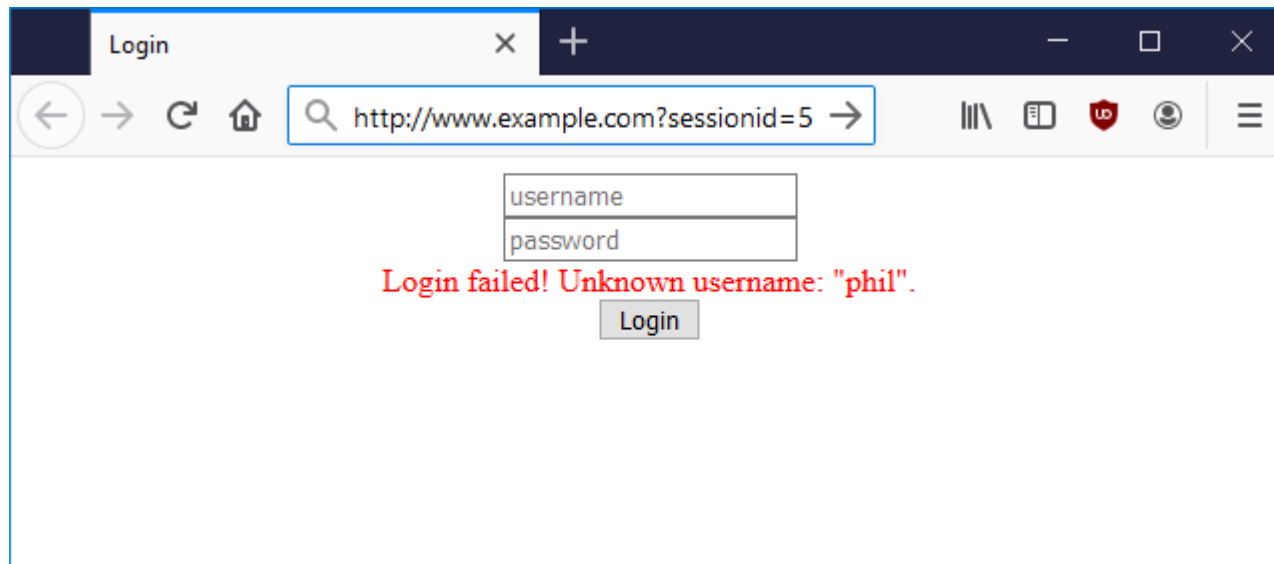 Login
http://www.example.com?sessionid=5
username
password
Login failed! Unknown username: "phil".
Login